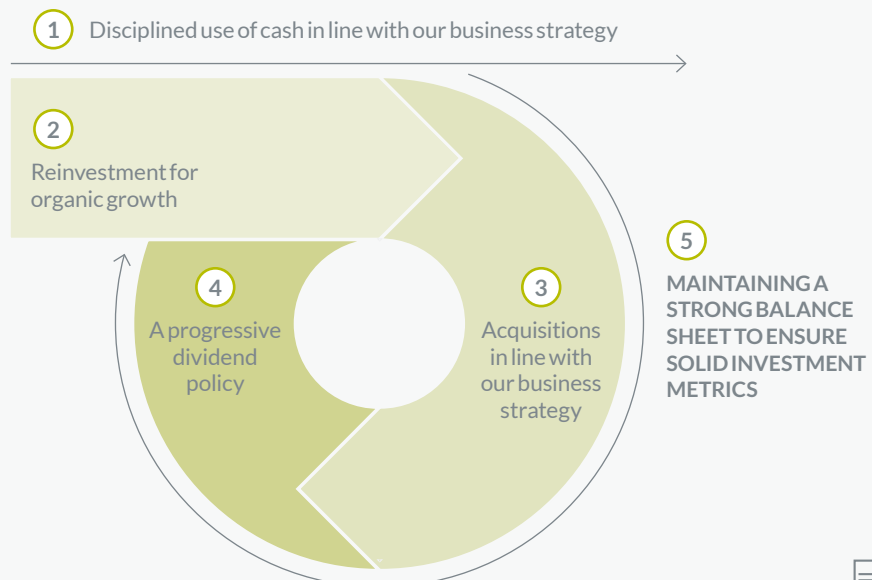 1 Disciplined use of cash in line with our business strategy
2
Reinvestment for
organic growth
3
Acquisitions
in line with
our business
strategy
4
A progressive
dividend
policy
5
MAINTAINING A
STRONG BALANCE
SHEET TO ENSURE
SOLID INVESTMENT
METRICS